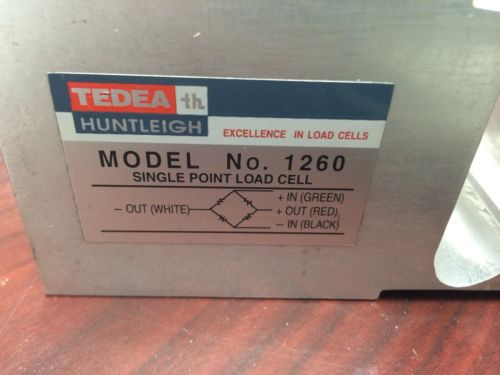 TEDEA th
HUNTLEIGH
EXCELLENCE IN LOAD CELLS
MODEL No. 1260
SINGLE POINT LOAD CELL
+ IN (GREEN)
– OUT (WHITE)
+ OUT (RED)
– IN (BLACK)